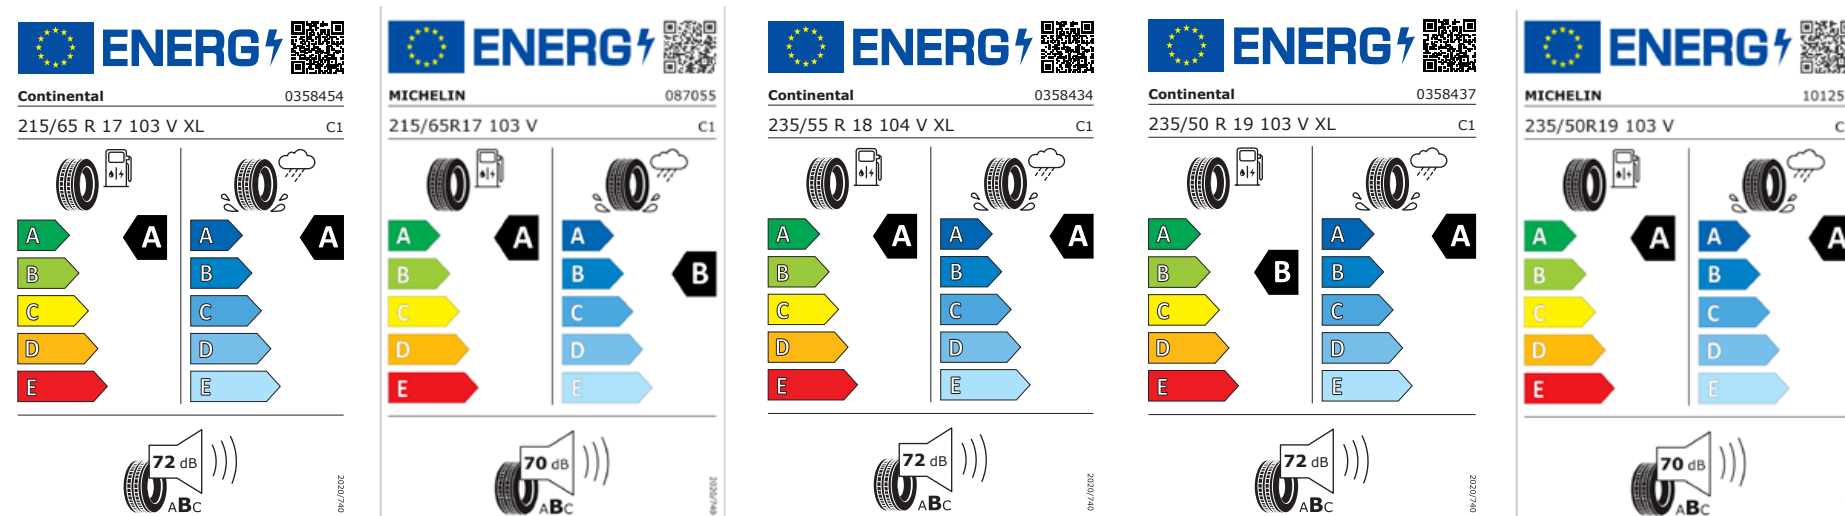 ENERG
Continental 0358454
215/65 R 17 103 V XL C1
A A
A A
B B
C C
D D
E E
72 dB
ABC
2020/740
ENERG
MICHELIN 087055
215/65R17 103 V C1
A A
A
B B
B
C C
D D
E E
70 dB
ABC
2020/740
ENERG
Continental 0358434
235/55 R 18 104 V XL C1
A A
A A
B B
C C
D D
E E
72 dB
ABC
2020/740
ENERG
Continental 0358437
235/50 R 19 103 V XL C1
A A
A
B B
B
C C
D D
E E
72 dB
ABC
2020/740
ENERG
MICHELIN 10125
235/50R19 103 V C
A A
A A
B B
C C
D D
E E
70 dB
ABC